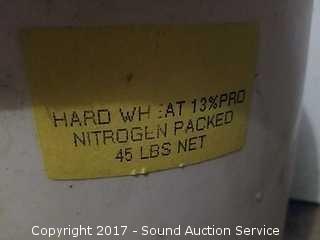 HARD WHEAT 13%PRO
NITROGEN PACKED
45 LBS NET
Copyright 2017 - Sound Auction Service